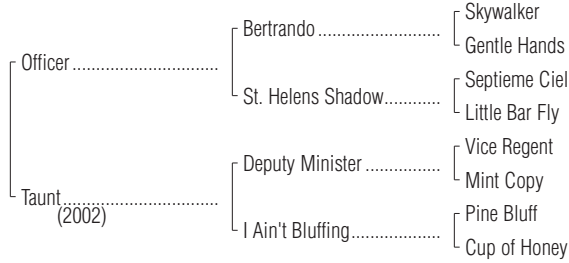 Skywalker
Bertrando
Gentle Hands
Officer
Septieme Ciel
St. Helens Shadow
Little Bar Fly
Vice Regent
Deputy Minister
Mint Copy
Taunt
(2002)
Pine Bluff
I Ain't Bluffing
Cup of Honey